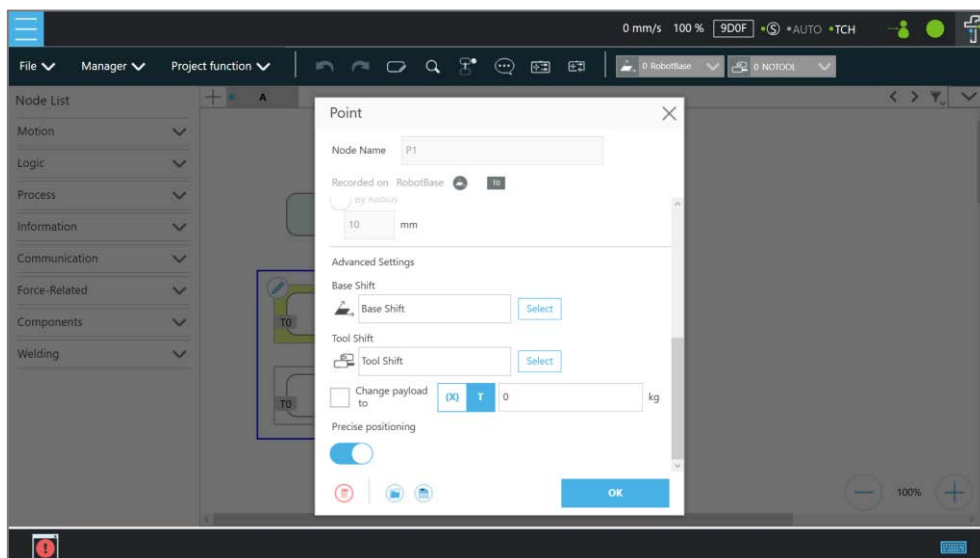 0 mm/s 100 % 9D0F S AUTO TCH
File Manager Project function 0 RobotBase 0 NOTOOL
Node List A
Motion
Logic
Process
Information
Communication
Force-Related
Components
Welding
T0
T0
Point
Node Name P1
Recorded on RobotBase T0
by Radius
10 mm
Advanced Settings
Base Shift
Base Shift Select
Tool Shift
Tool Shift Select
Change payload
to (X) T 0 kg
Precise positioning
OK
100%